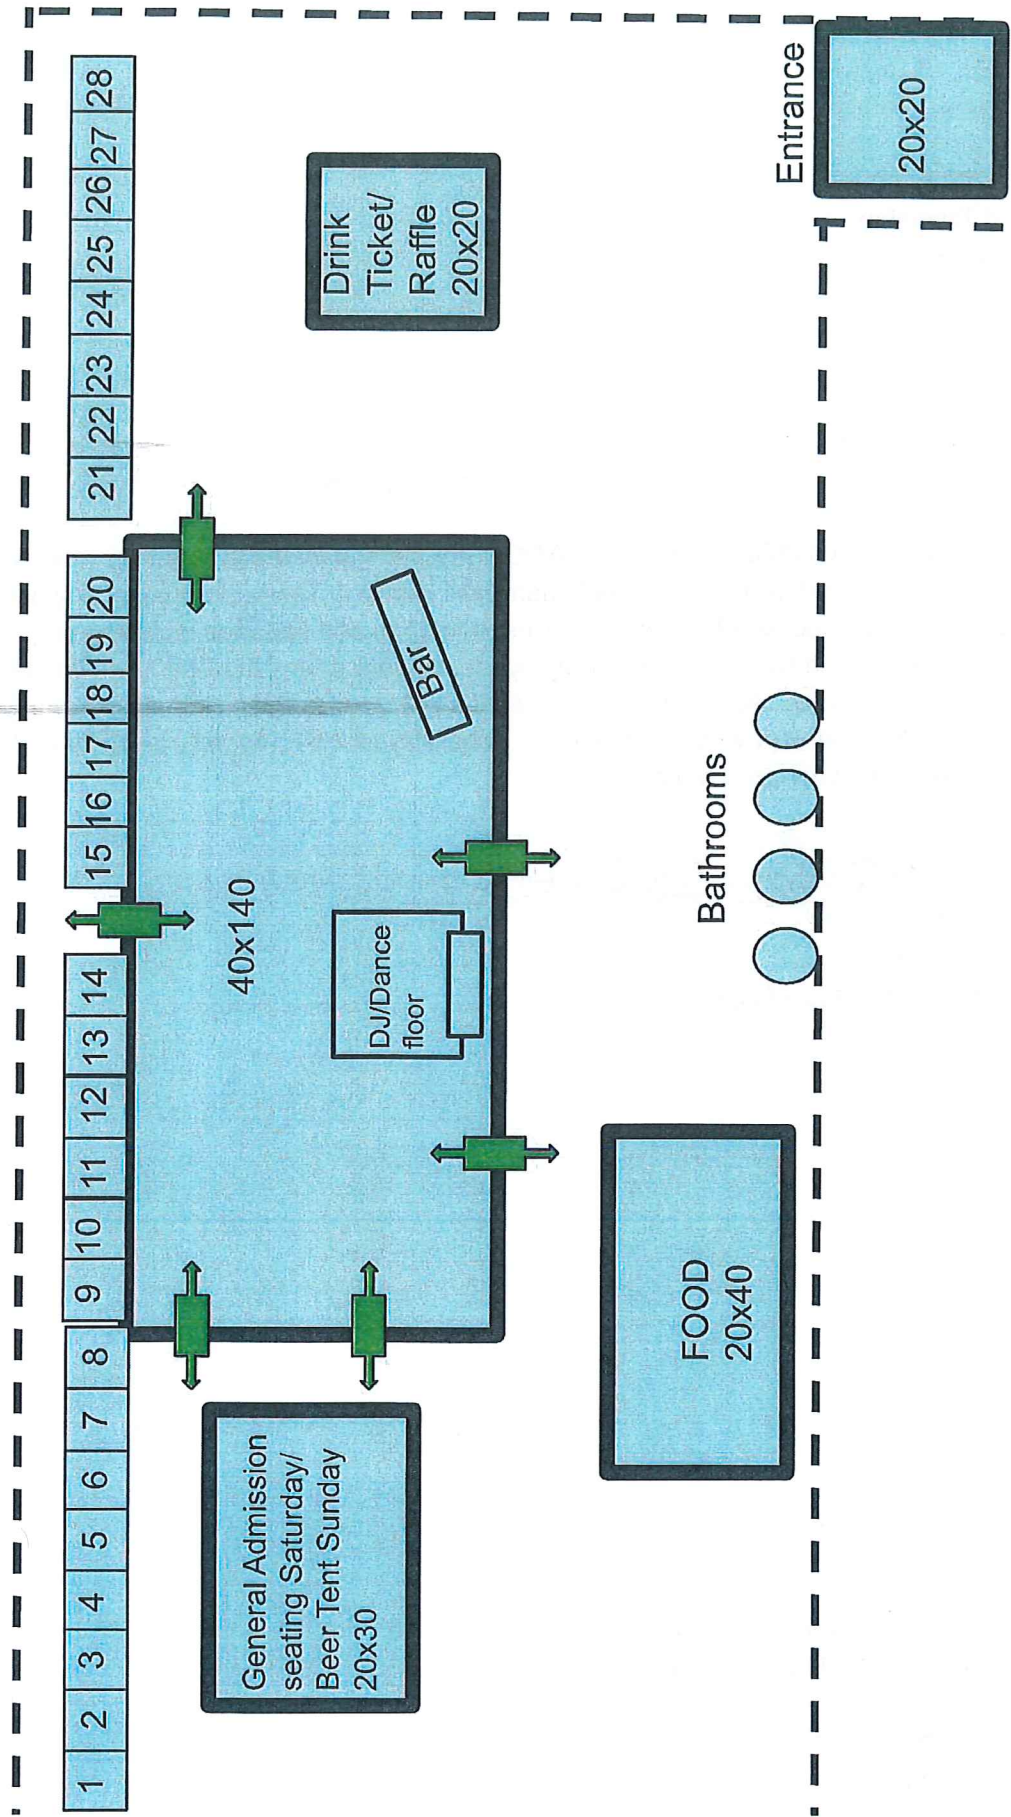 1
2
3
4
5
6
7
8
9
10
11
12
13
14
15
16
17
18
19
20
21
22
23
24
25
26
27
28
General Admission
seating Saturday/
Beer Tent Sunday
20x30
40x140
DJ/Dance
floor
Bar
Drink
Ticket/
Raffle
20x20
FOOD
20x40
Bathrooms
Entrance
20x20